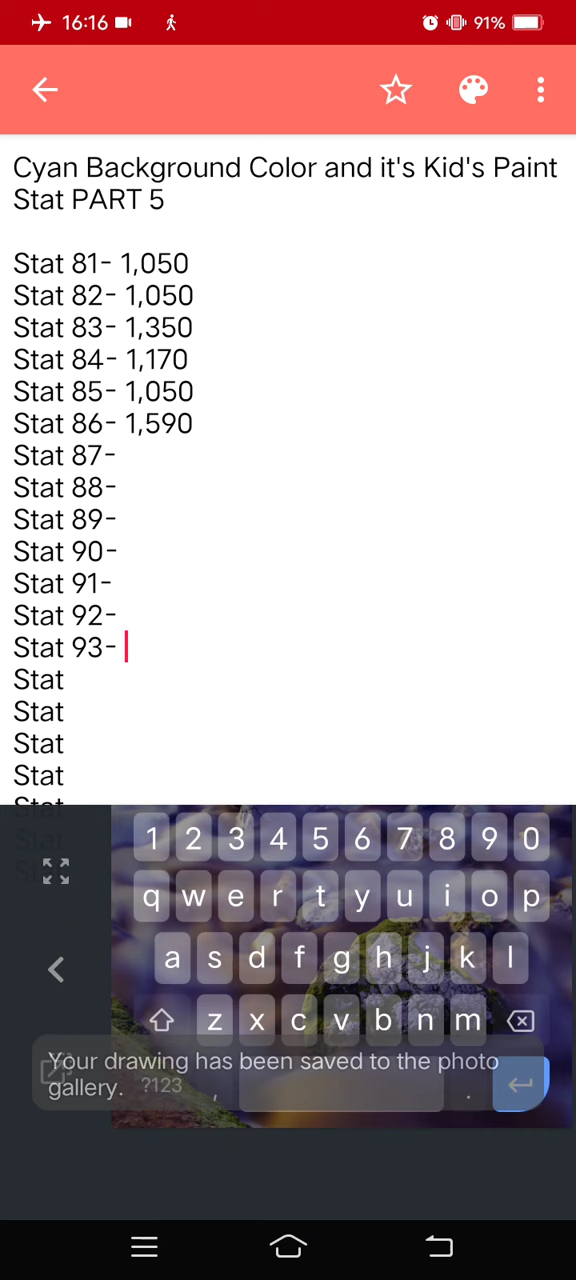 16:16
91%
Cyan Background Color and it's Kid's Paint
Stat PART 5
Stat 81- 1,050
Stat 82- 1,050
Stat 83- 1,350
Stat 84- 1,170
Stat 85- 1,050
Stat 86- 1,590
Stat 87-
Stat 88-
Stat 89-
Stat 90-
Stat 91-
Stat 92-
Stat 93-
Stat
Stat
Stat
Stat
Stat
Stat
1 2 3 4 5 6 7 8 9 0
q w e r t y u i o p
a s d f g h j k l
z x c v b n m
Your drawing has been saved to the photo
gallery.
?123 , .